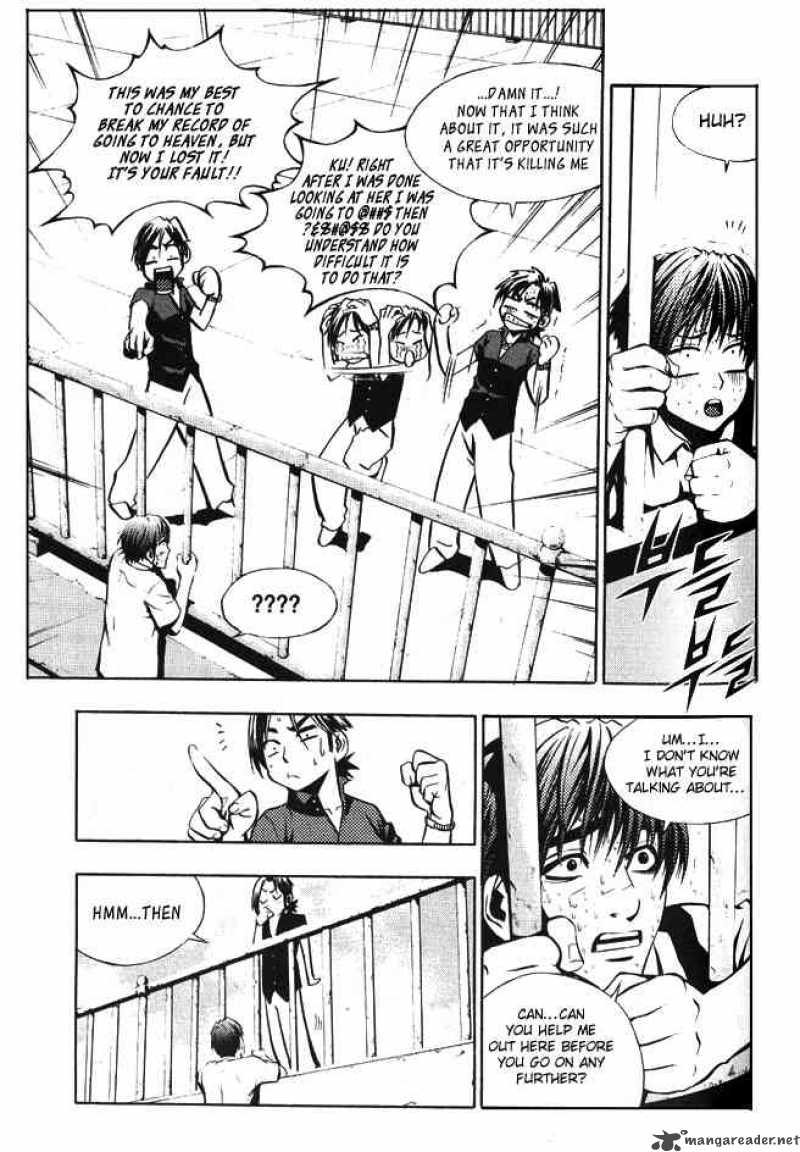 THIS WAS MY BEST
TO CHANCE TO
BREAK MY RECORD OF
GOING TO HEAVEN, BUT
NOW I LOST IT!
IT'S YOUR FAULT!!
KU! RIGHT
AFTER I WAS DONE
LOOKING AT HER I WAS
GOING TO @##$ THEN
?&$#@$% DO YOU
UNDERSTAND HOW
DIFFICULT IT IS
TO DO THAT?
...DAMN IT...!
NOW THAT I THINK
ABOUT IT, IT WAS SUCH
A GREAT OPPORTUNITY
THAT IT'S KILLING ME
????
HUH?
부들
부들
UM...I...
I DON'T KNOW
WHAT YOU'RE
TALKING ABOUT...
CAN...CAN
YOU HELP ME
OUT HERE BEFORE
YOU GO ON ANY
FURTHER?
HMM...THEN
mangareader.net